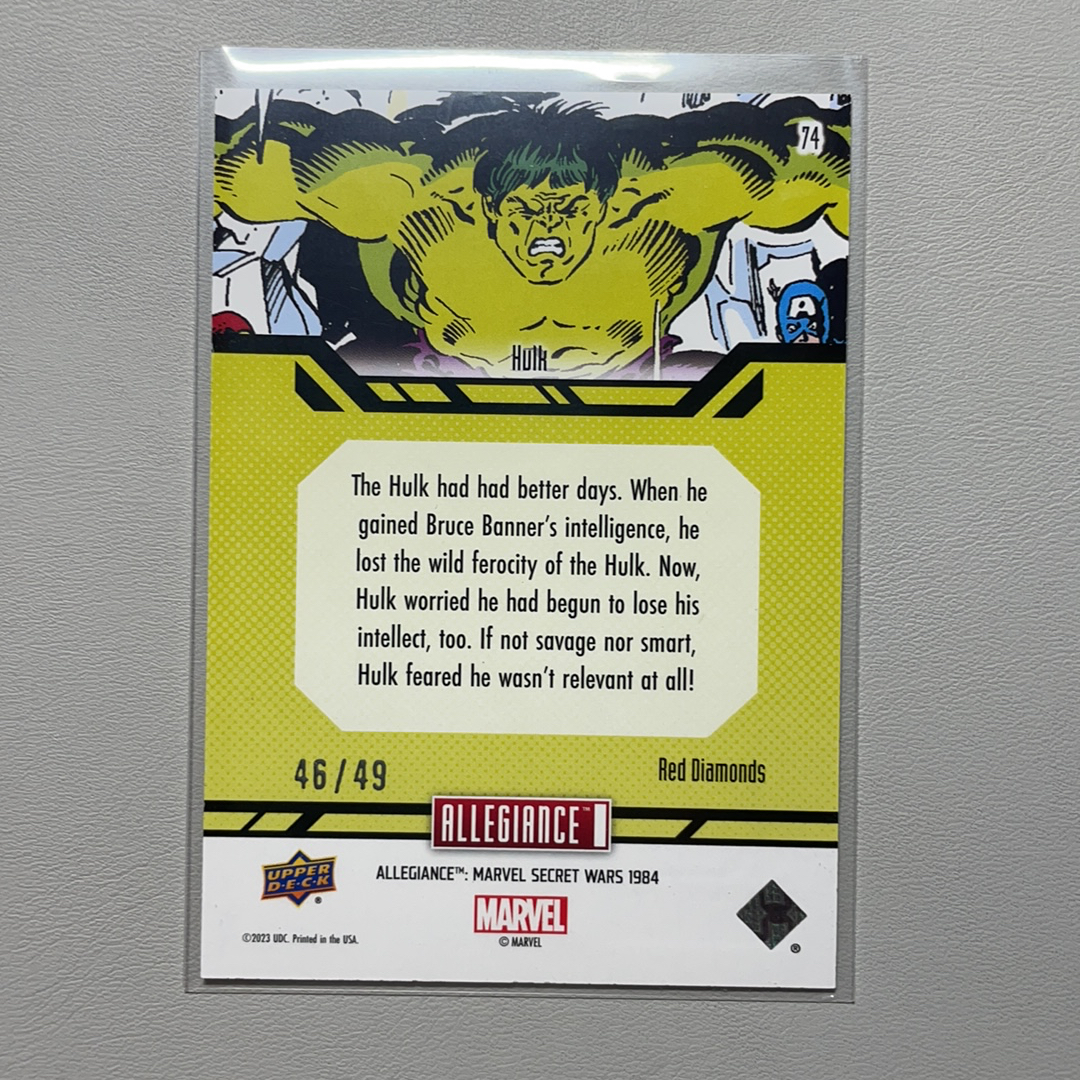 74
A
Hulk
The Hulk had had better days. When he
gained Bruce Banner's intelligence, he
lost the wild ferocity of the Hulk. Now,
Hulk worried he had begun to lose his
intellect, too. If not savage nor smart,
Hulk feared he wasn't relevant at all!
46/49
Red Diamonds
ALLEGIANCE™
UPPER
D·E·C·K
®
ALLEGIANCE™: MARVEL SECRET WARS 1984
MARVEL
© MARVEL
©2023 UDC. Printed in the USA.
®